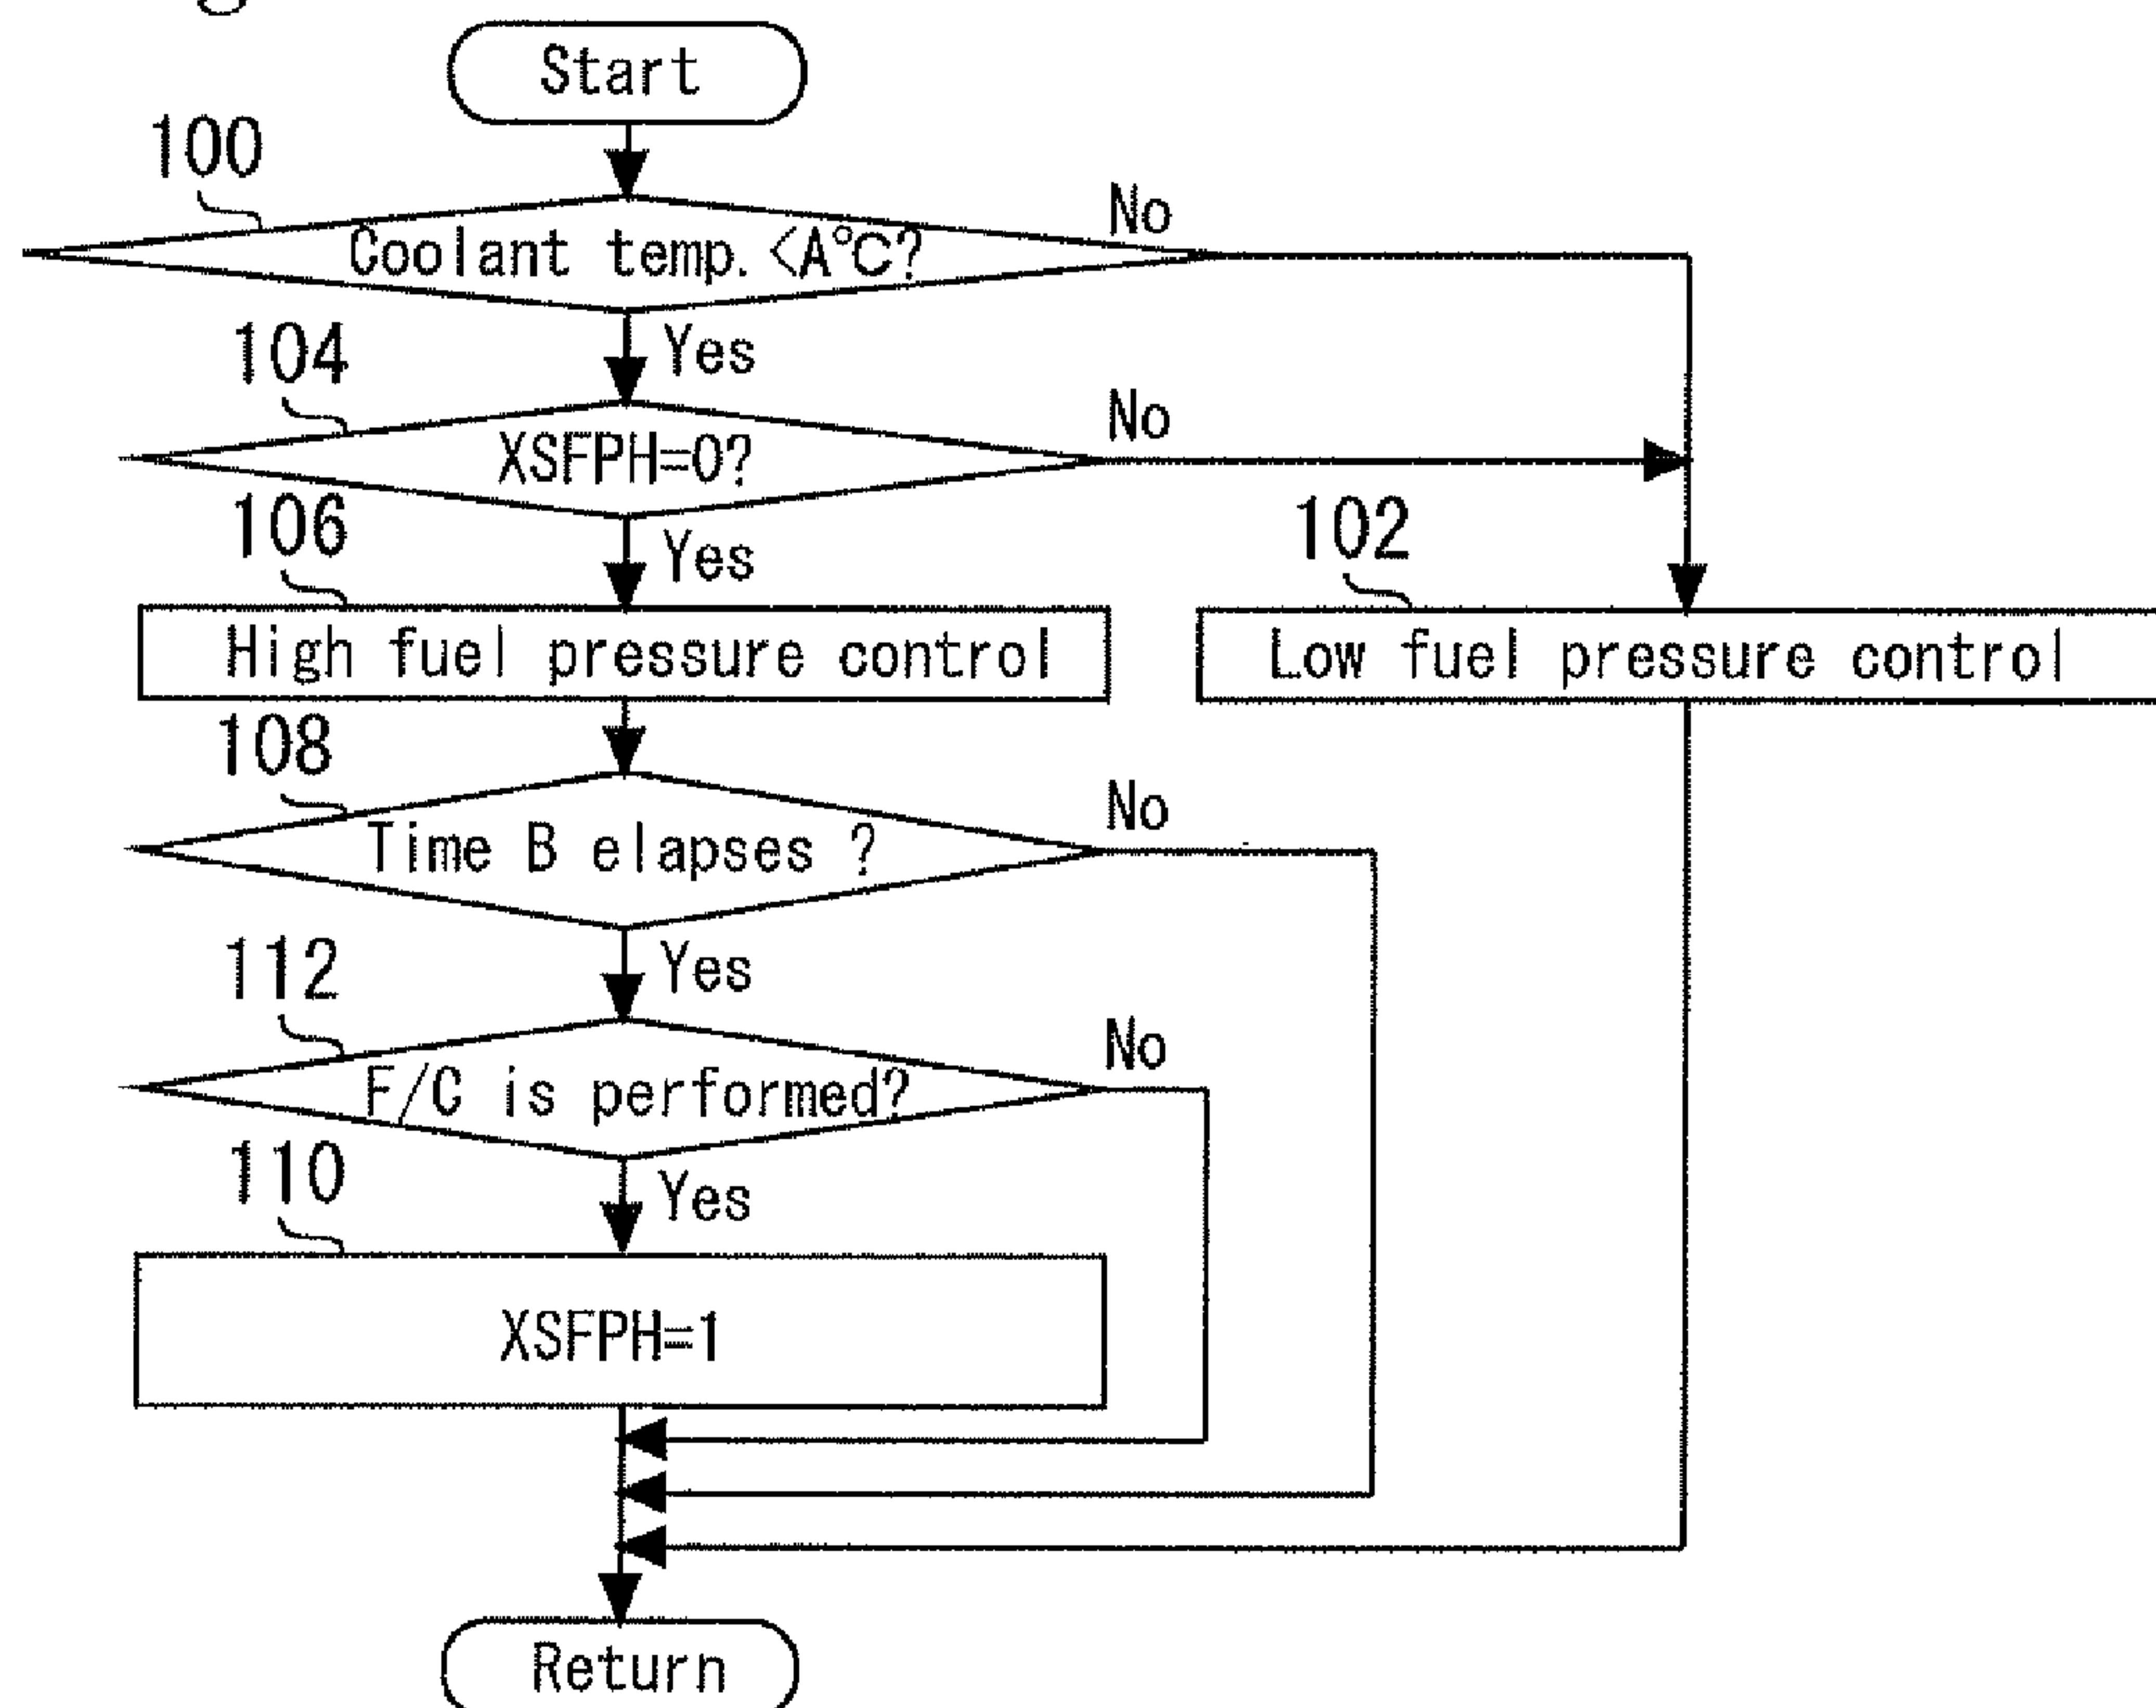 Start
100
Coolant temp.<A°C?
No
Yes
104
XSFPH=0?
No
Yes
106
High fuel pressure control
102
Low fuel pressure control
108
Time B elapses ?
No
Yes
112
F/C is performed?
No
Yes
110
XSFPH=1
Return